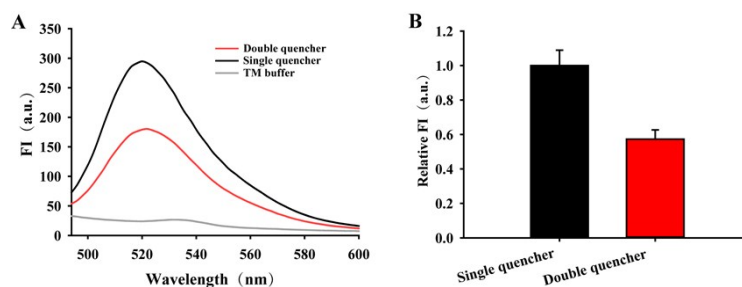 A
350
300
250
200
150
100
50
0
FI（a.u.）
Double quencher
Single quencher
TM buffer
500 520 540 560 580 600
Wavelength（nm）
B
1.2
1.0
0.8
0.6
0.4
0.2
0.0
Relative FI（a.u.）
Single quencher
Double quencher